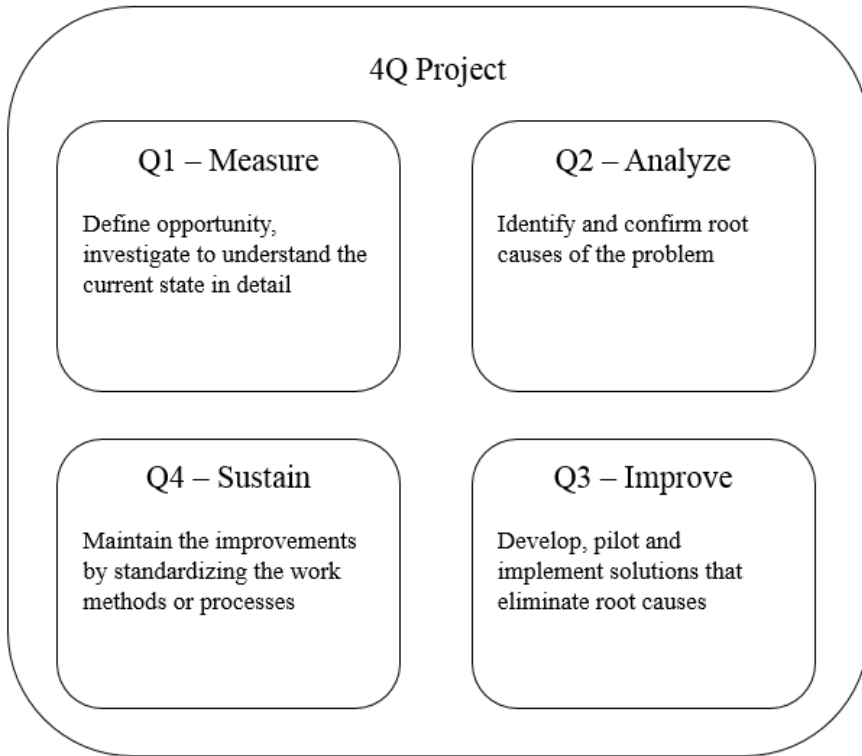 4Q Project
Q1 – Measure
Define opportunity,
investigate to understand the
current state in detail
Q2 – Analyze
Identify and confirm root
causes of the problem
Q4 – Sustain
Maintain the improvements
by standardizing the work
methods or processes
Q3 – Improve
Develop, pilot and
implement solutions that
eliminate root causes